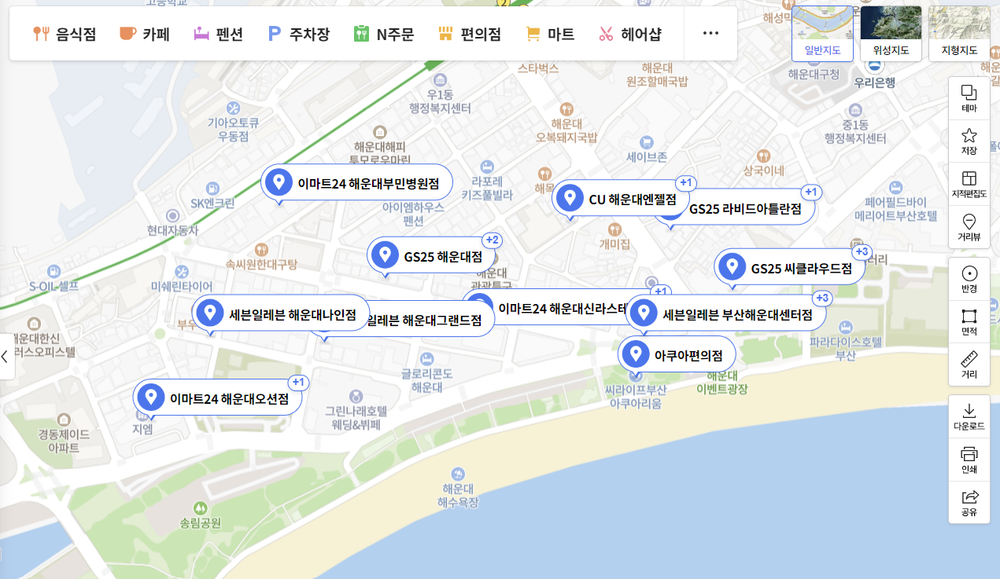 음식점
카페
펜션
주차장
N주문
편의점
마트
헤어샵
2
해운대구청
우리은행
일반지도
위성지도
지형지도
스타벅스
해운대
원조할매국밥
우1동
행정복지센터
기아오토큐
우동점
해운대
오복돼지국밥
중1동
행정복지센터
해운대해피
투모로우마린
세이브존
상국이네
라포레
키즈풀빌라
이마트24 해운대부민병원점
CU 해운대엔젤점
+1
GS25 라비드아틀란점
+1
SK엔크린
아이엠하우스
펜션
페어필드바이
메리어트부산호텔
현대자동차
개미집
속씨원한대구탕
GS25 해운대점
+2
GS25 씨클라우드점
+3
S-OIL셀프
미쉐린타이어
해운대
관광특구
세븐일레븐 해운대나인점
일레븐 해운대그랜드점
이마트24 해운대신라스테
+1
세븐일레븐 부산해운대센터점
+3
파라다이스호텔
부산
아쿠아편의점
글로리콘도
해운대
씨라이프부산
아쿠아리움
해운대
이벤트광장
이마트24 해운대오션점
+1
지엠
그린나래호텔
웨딩&뷔페
경동제이드
아파트
해운대
해수욕장
송림공원
테마
저장
지적편집도
거리뷰
반경
면적
거리
다운로드
인쇄
공유